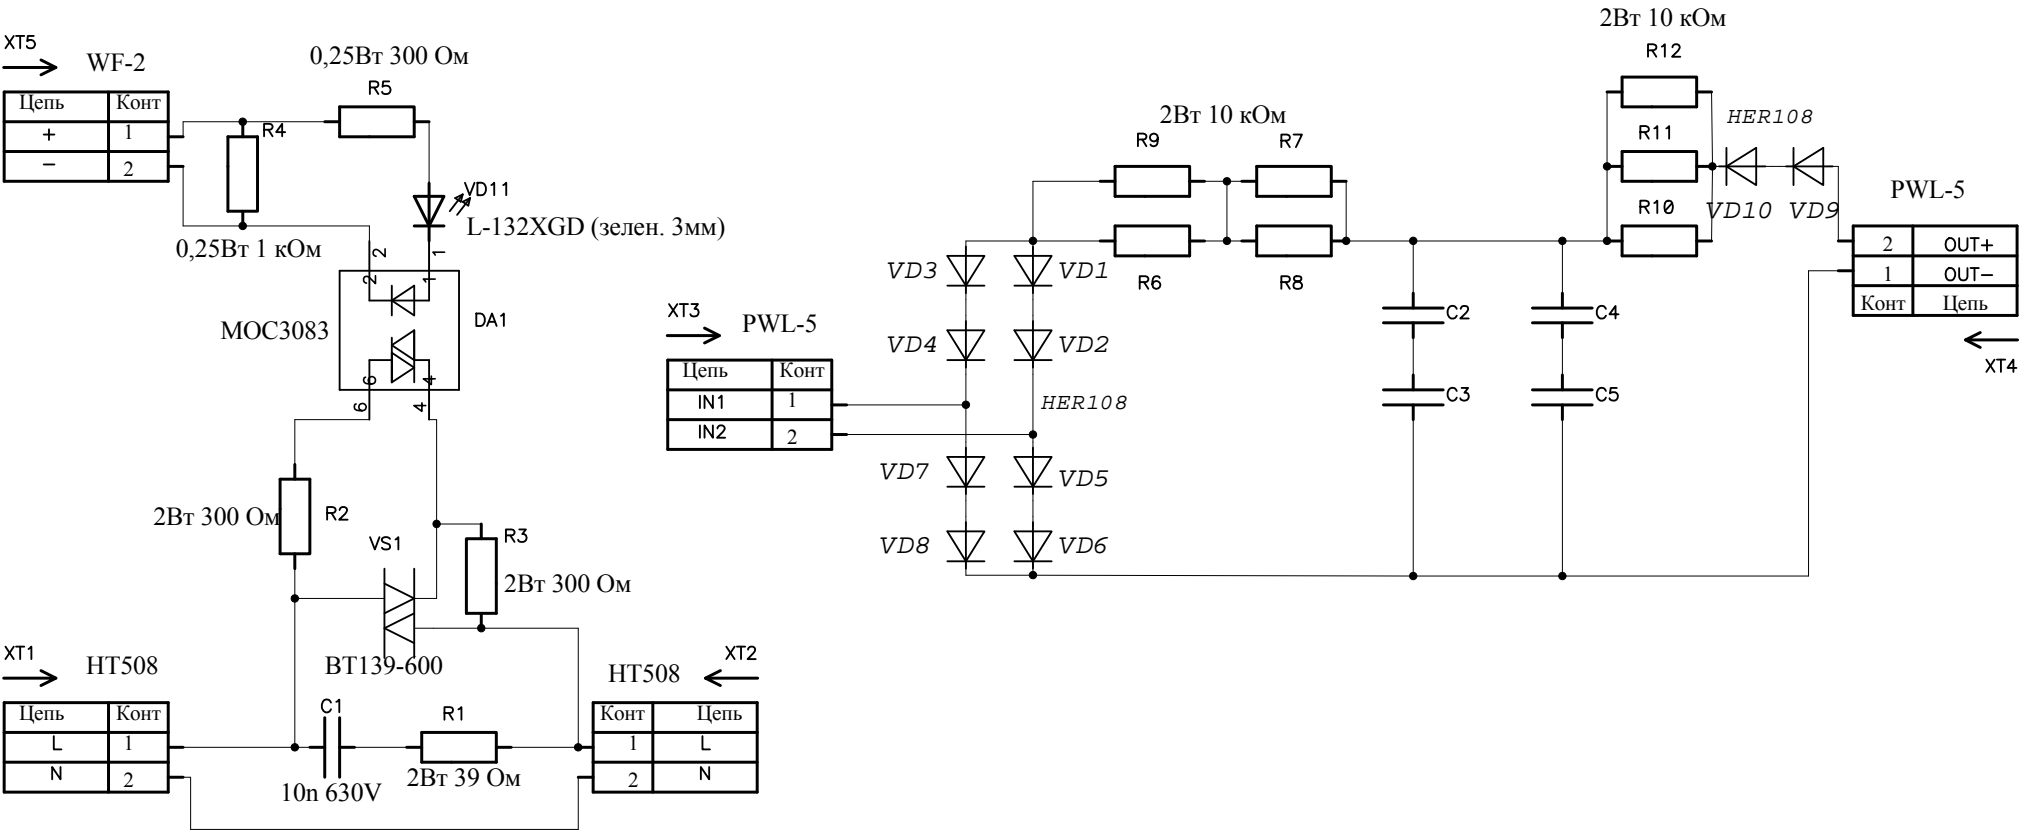 XT5
WF-2
Цепь Конт
+ 1
− 2
0,25Вт 300 Ом
R5
R4
0,25Вт 1 кОм
VD11
L-132XGD (зелен. 3мм)
2 1
2 1
MOC3083
DA1
6 4
6 4
2Вт 300 Ом
R2
VS1
R3
2Вт 300 Ом
BT139-600
XT1
HT508
Цепь Конт
L 1
N 2
C1
10n 630V
R1
2Вт 39 Ом
XT2
HT508
Конт Цепь
1 L
2 N
XT3
PWL-5
Цепь Конт
IN1 1
IN2 2
VD3
VD1
VD4
VD2
HER108
VD7
VD5
VD8
VD6
2Вт 10 кОм
R9
R7
R6
R8
C2
C4
C3
C5
2Вт 10 кОм
R12
R11
R10
HER108
VD10
VD9
PWL-5
2 OUT+
1 OUT−
Конт Цепь
XT4